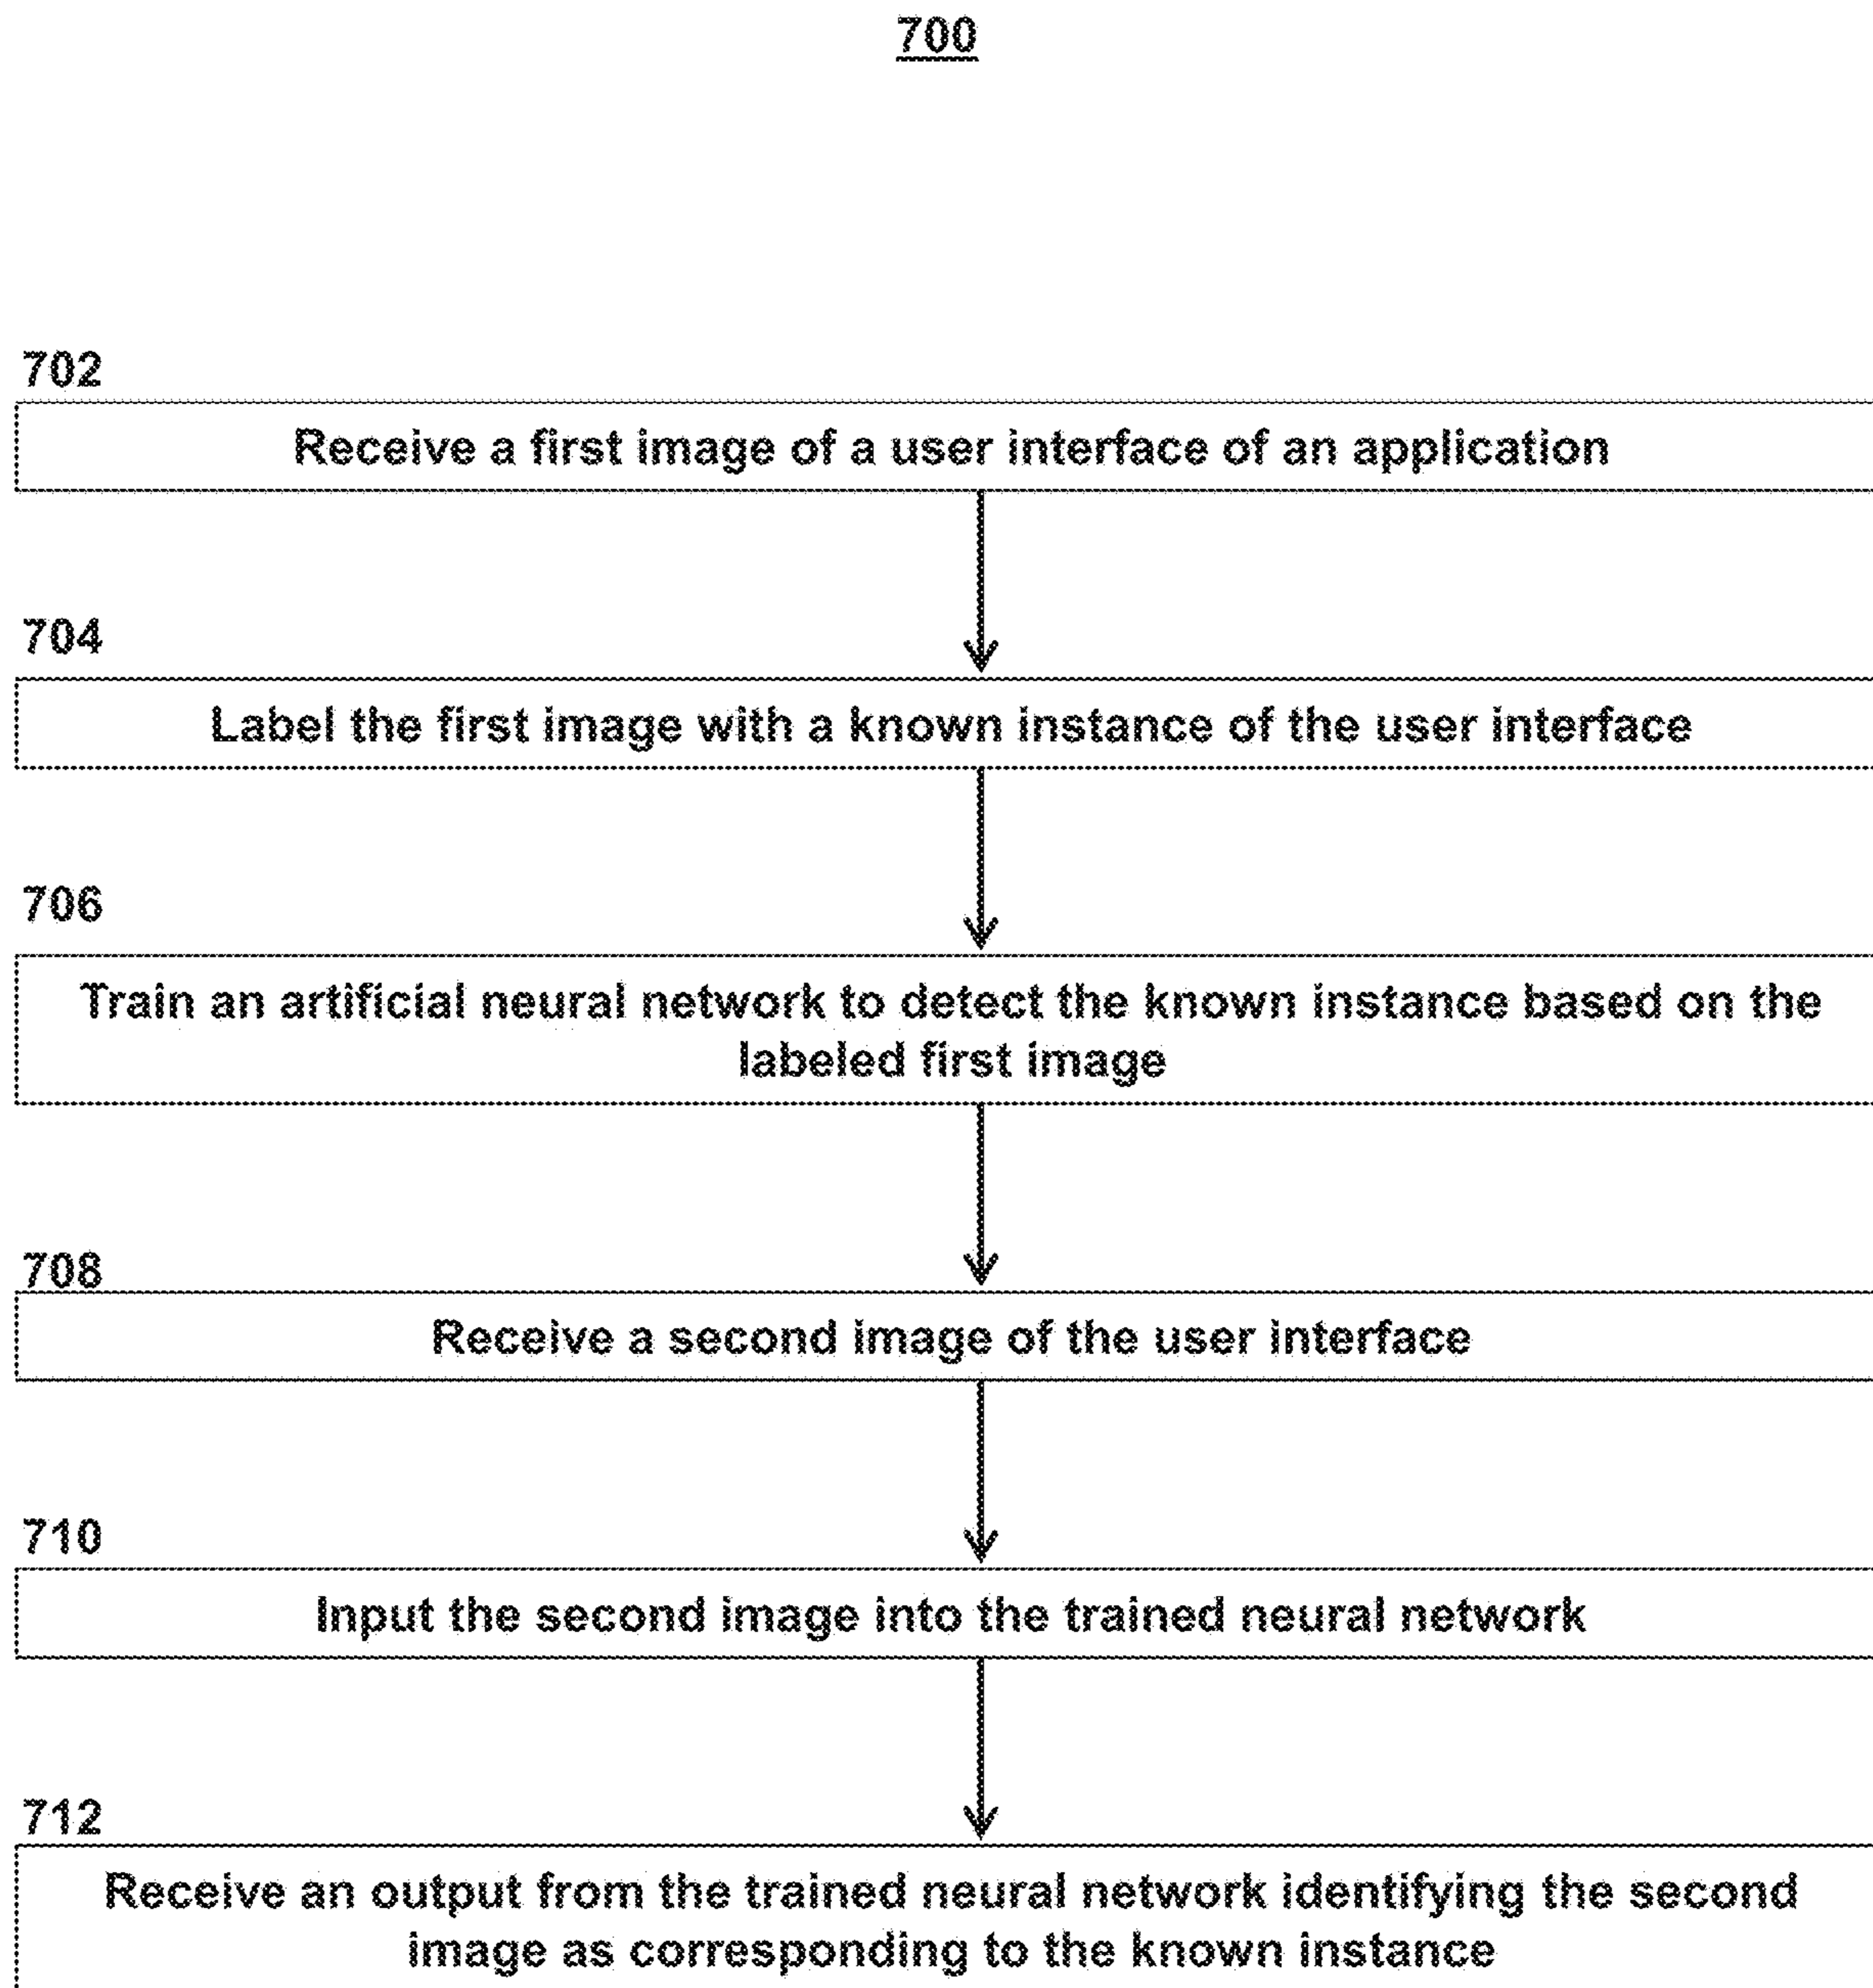 700
702
Receive a first image of a user interface of an application
704
Label the first image with a known instance of the user interface
706
Train an artificial neural network to detect the known instance based on the
labeled first image
708
Receive a second image of the user interface
710
Input the second image into the trained neural network
712
Receive an output from the trained neural network identifying the second
image as corresponding to the known instance